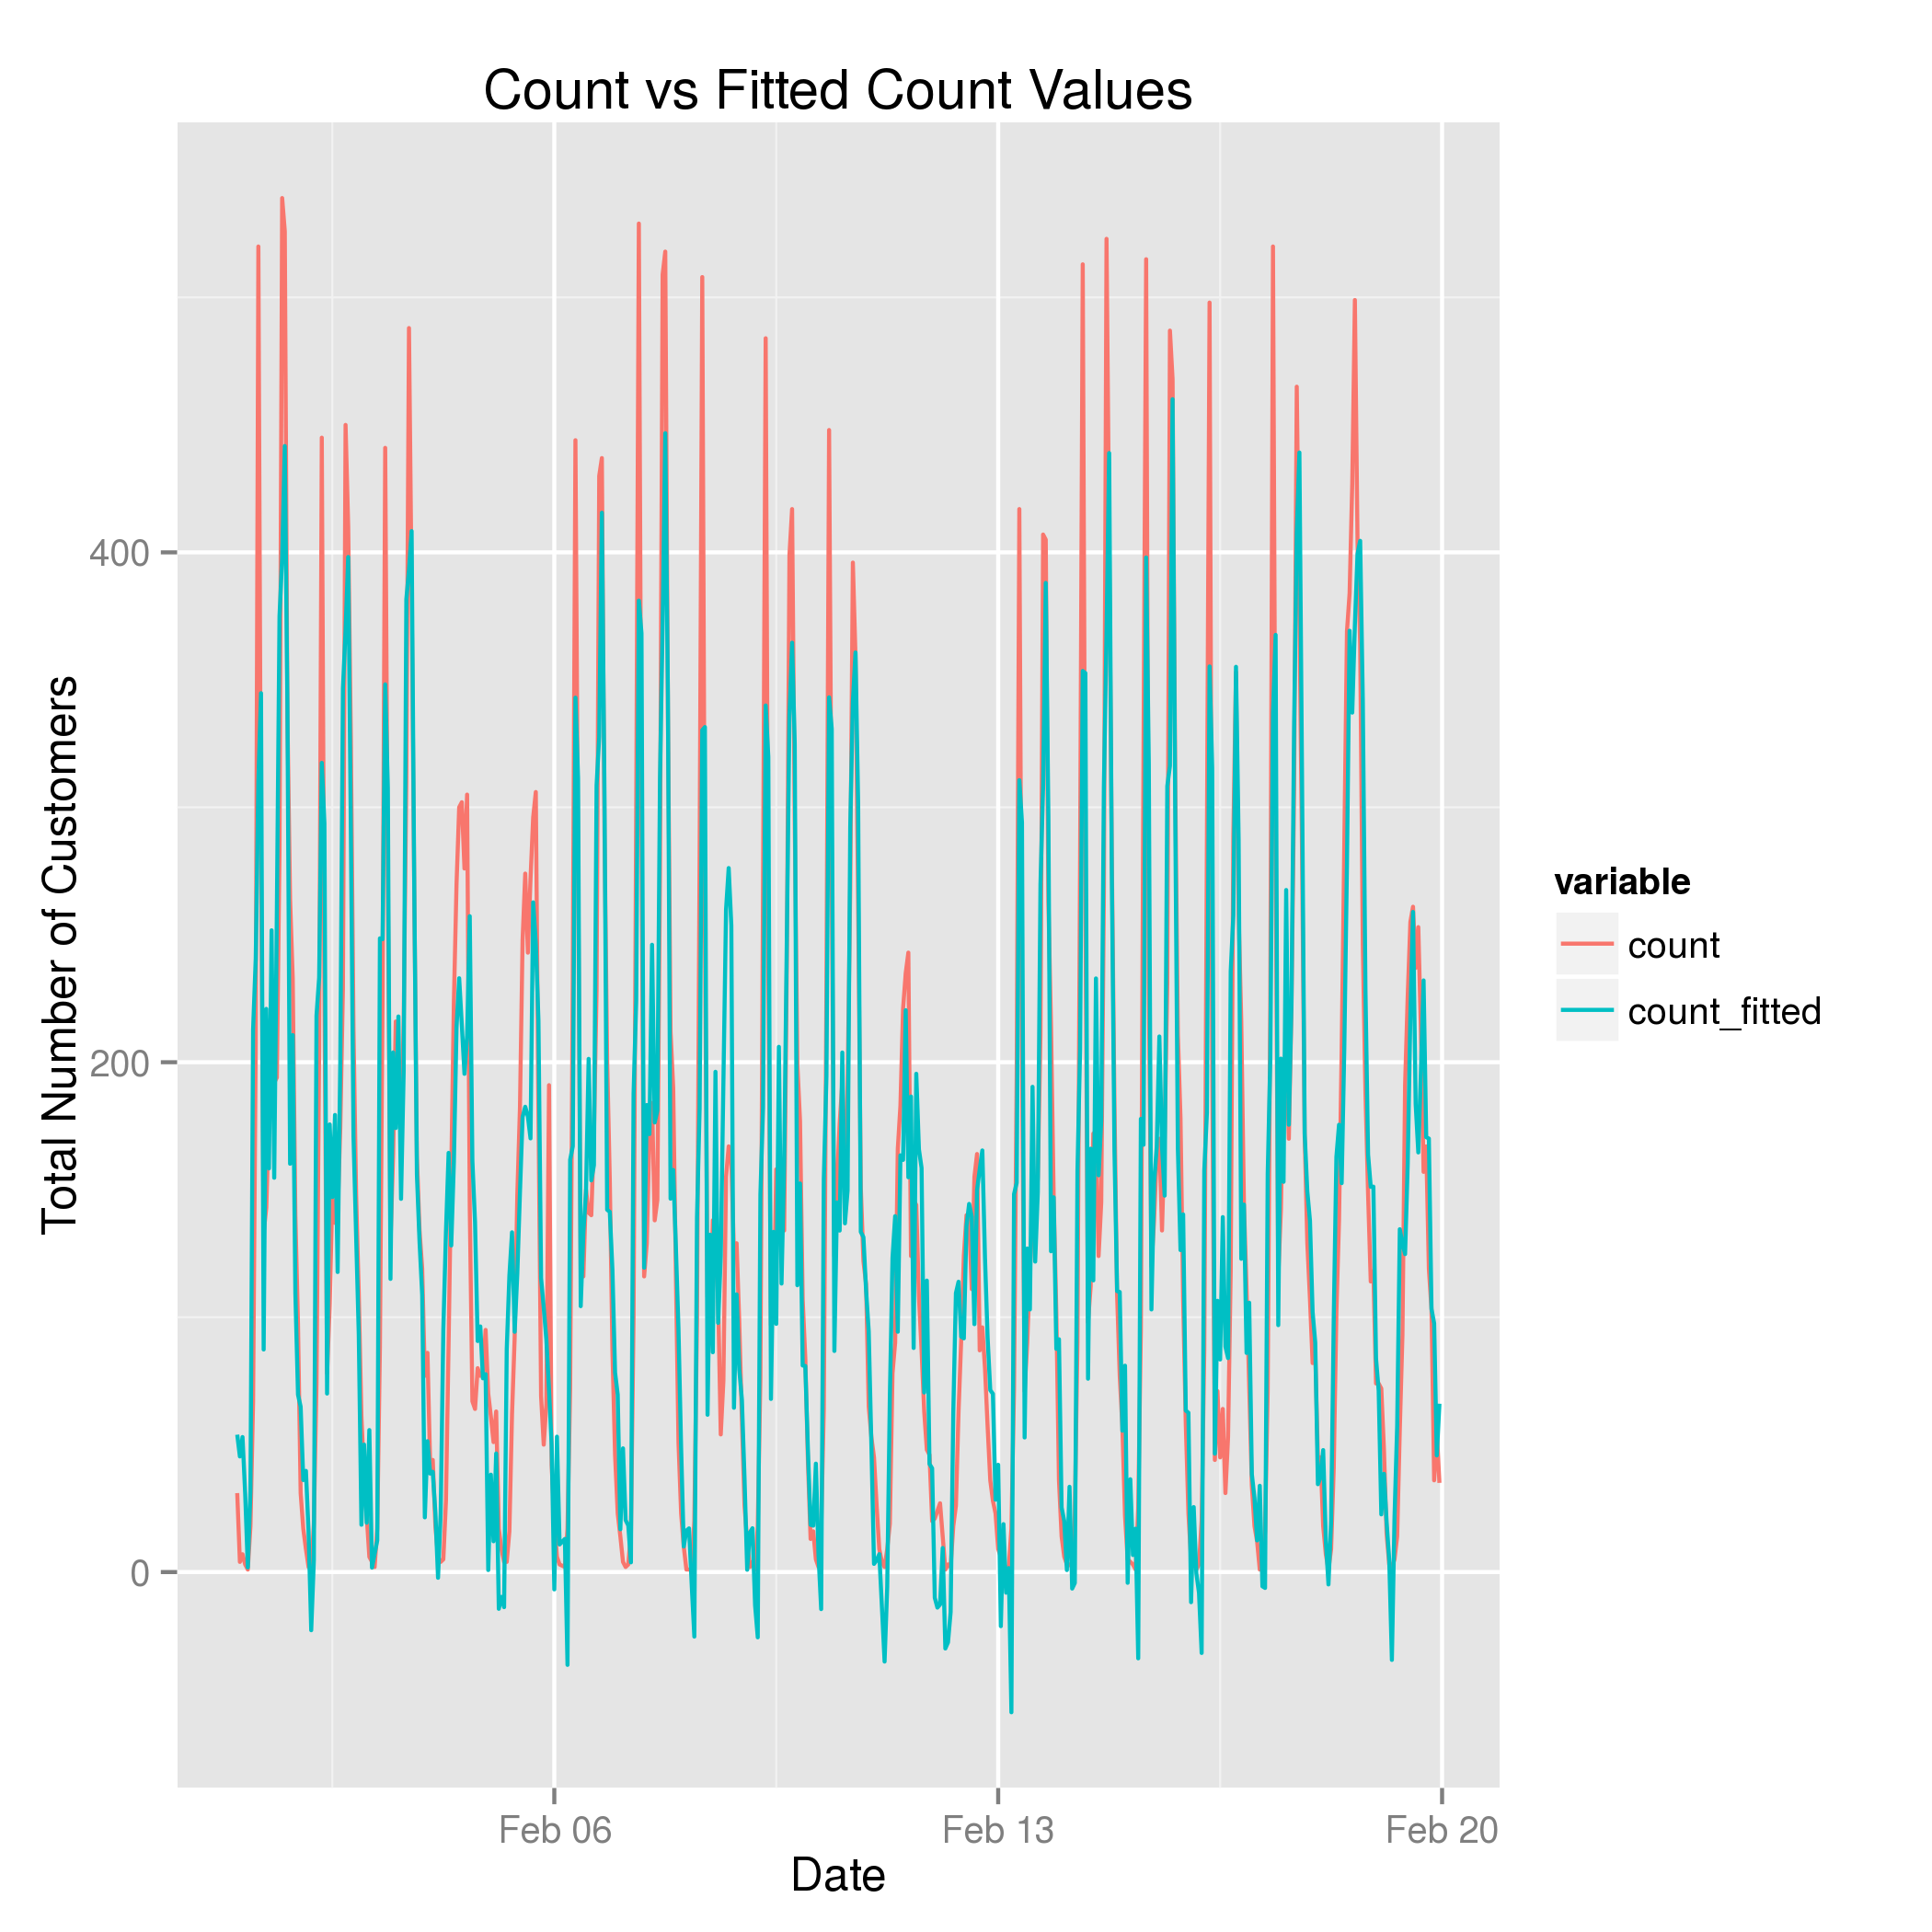 Count vs Fitted Count Values
Total Number of Customers
400
200
0
Feb 06
Feb 13
Feb 20
Date
variable
count
count_fitted